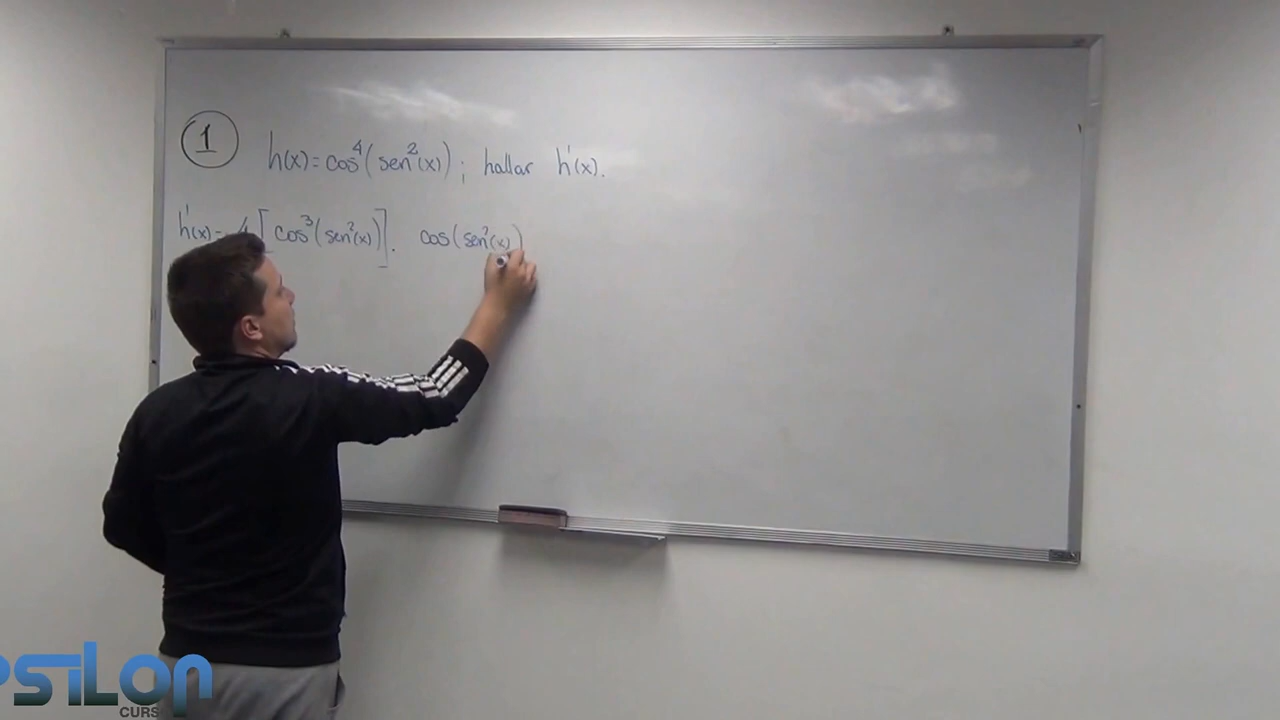 1
h(x) = cos⁴(sen²(x)); hallar h'(x).
h'(x) = 4[cos³(sen²(x))]. cos(sen²(x))
PSILON
CURS